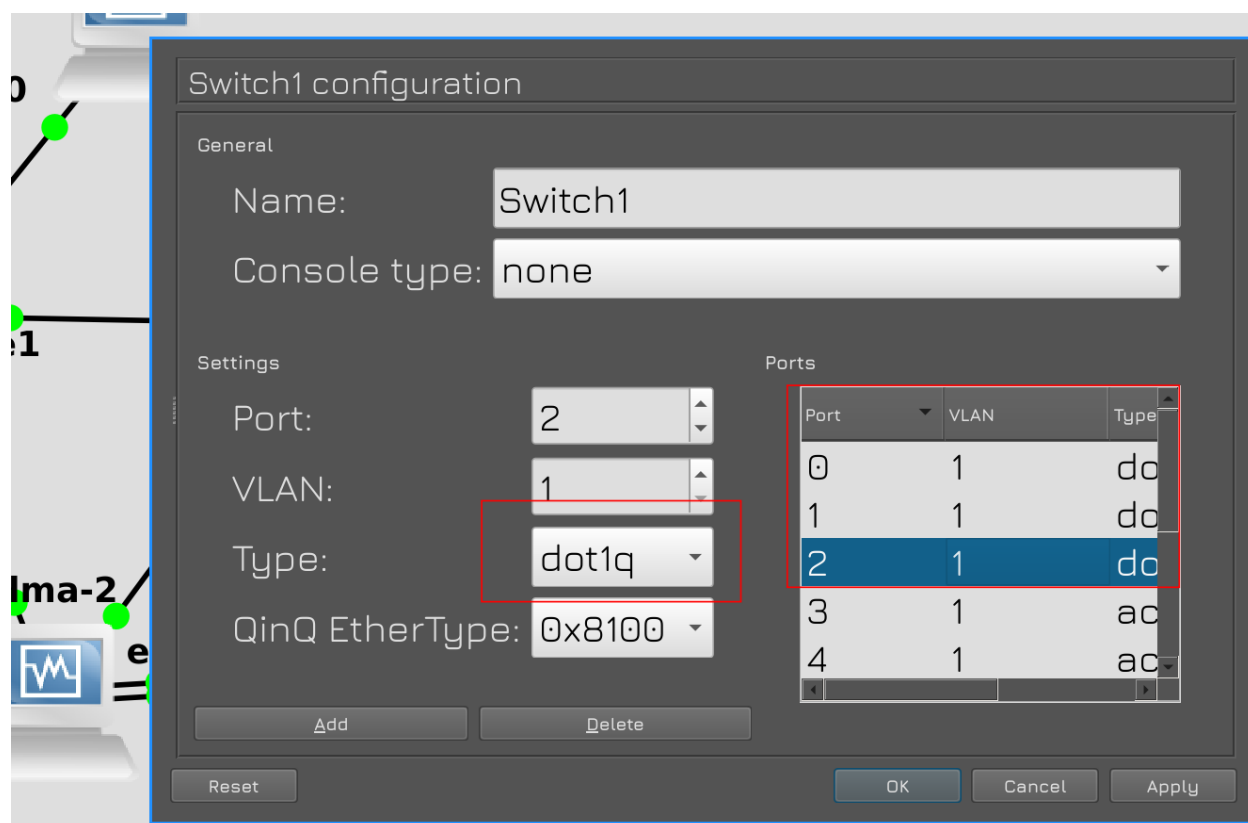 0
Switch1 configuration
General
Name: Switch1
Console type: none
e1
Settings
Ports
Port: 2
VLAN: 1
Type: dot1q
QinQ EtherType: 0x8100
Port VLAN Type
0 1 do
1 1 do
2 1 do
3 1 ac
4 1 ac
lma-2
e
Add Delete
Reset OK Cancel Apply